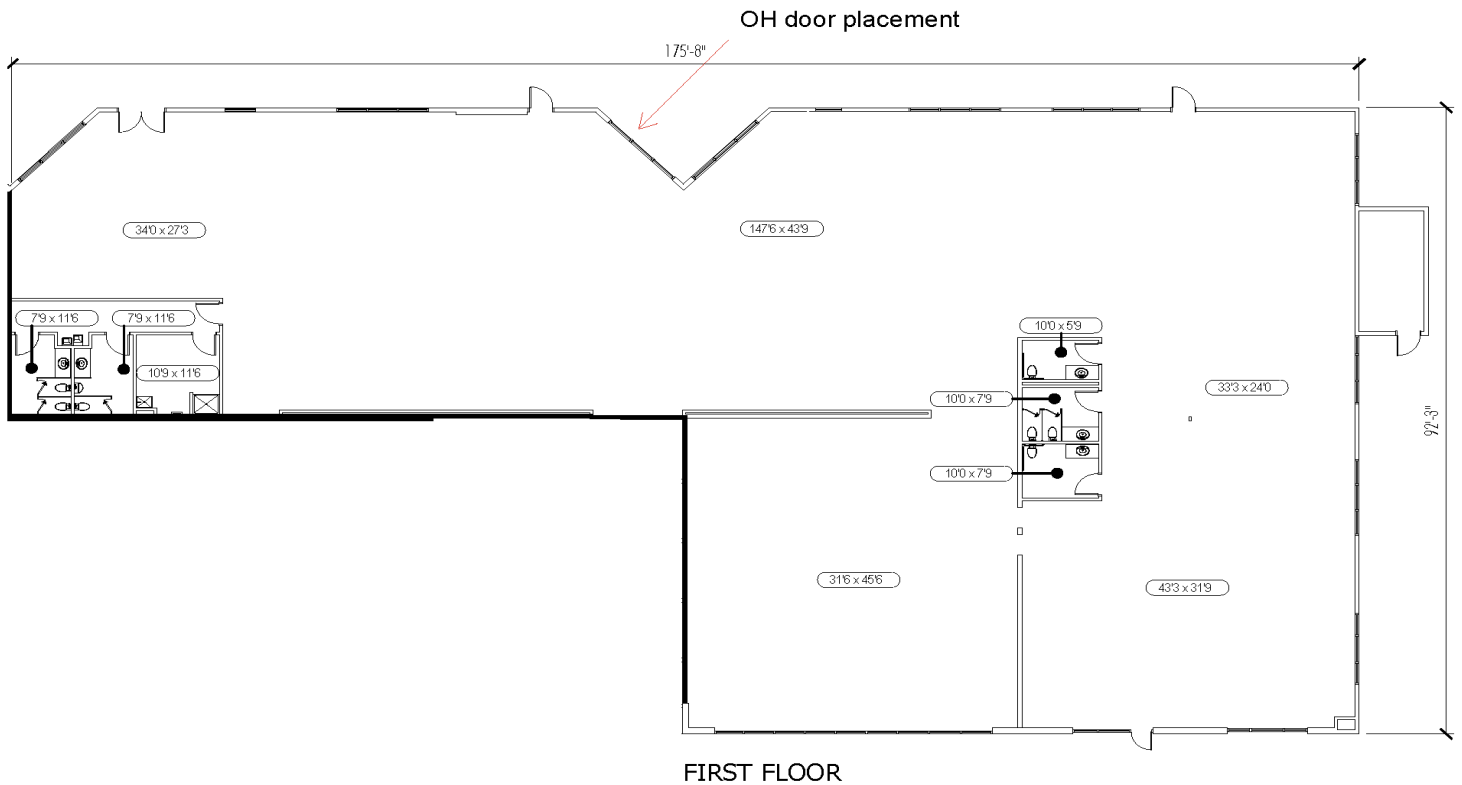 OH door placement
175'-8"
34'0 x 27'3
147'6 x 43'9
7'9 x 11'6
7'9 x 11'6
10'0 x 5'9
10'9 x 11'6
33'3 x 24'0
10'0 x 7'9
92'-3"
10'0 x 7'9
31'6 x 45'6
43'3 x 31'9
FIRST FLOOR